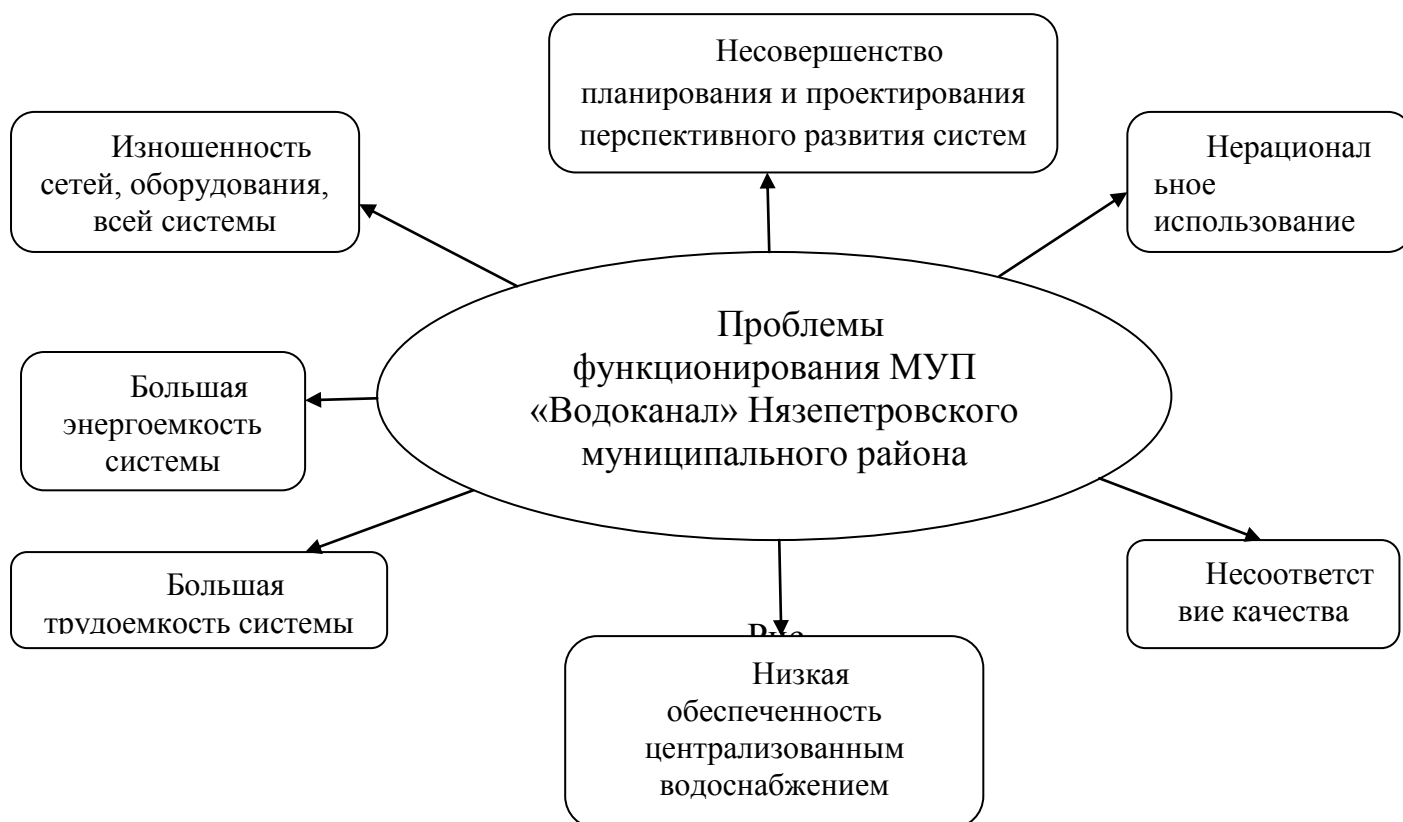 Несовершенство
планирования и проектирования
перспективного развития систем
Изношенность
сетей, оборудования,
всей системы
Нерационал
ьное
использование
Проблемы
функционирования МУП
«Водоканал» Нязепетровского
муниципального района
Большая
энергоемкость
системы
Большая
трудоемкость системы
Несоответст
вие качества
Рис
Низкая
обеспеченность
централизованным
водоснабжением